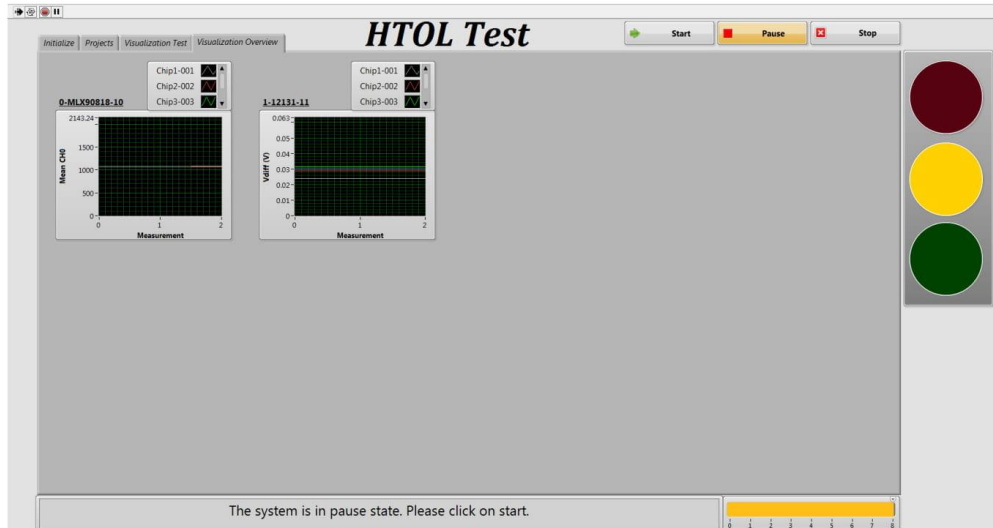 HTOL Test
Start
Pause
Stop
Initialize
Projects
Visualization Test
Visualization Overview
0-MLX90818-10
Chip1-001
Chip2-002
Chip3-003
2143.24
1500
1000
500
0
Mean CH0
0 1 2
Measurement
1-12131-11
Chip1-001
Chip2-002
Chip3-003
0.063
0.05
0.04
0.03
0.02
0.01
0
Vdiff (V)
0 1 2
Measurement
The system is in pause state. Please click on start.
0 1 2 3 4 5 6 7 8